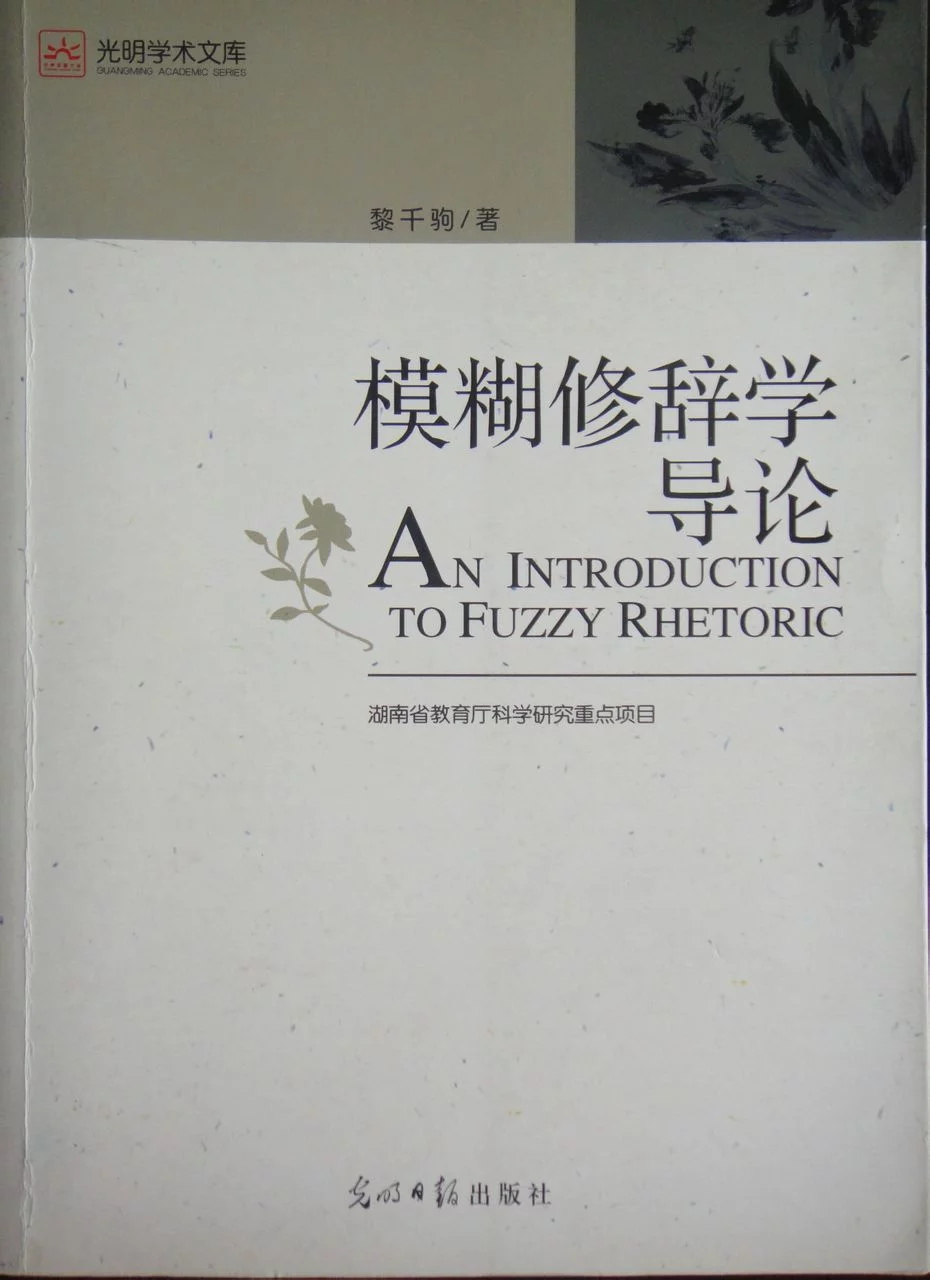 光明学术文库
GUANGMING ACADEMIC SERIES
黎千驹/著
模糊修辞学
导论
AN INTRODUCTION
TO FUZZY RHETORIC
湖南省教育厅科学研究重点项目
光明日报出版社